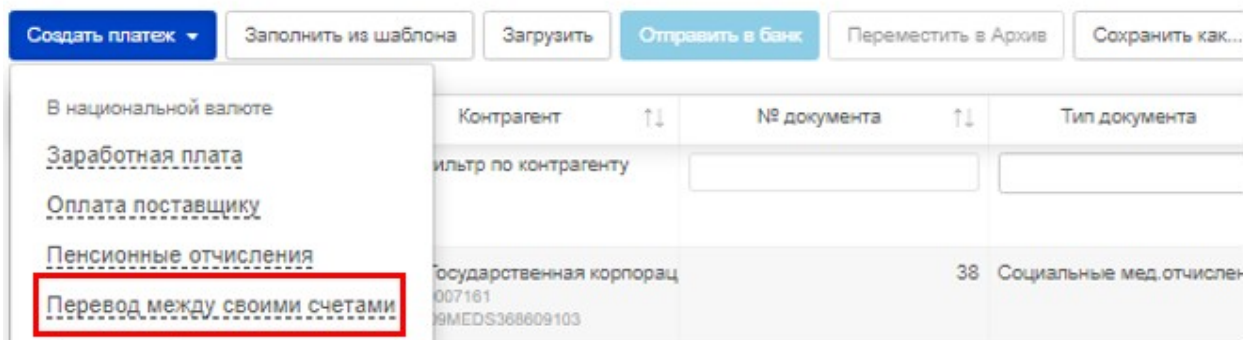 Создать платеж Заполнить из шаблона Загрузить Отправить в банк Переместить в Архив Сохранить как...
В национальной валюте
Заработная плата
Оплата поставщику
Пенсионные отчисления
Перевод между своими счетами
Контрагент № документа Тип документа
ильтр по контрагенту
Государственная корпорац 38 Социальные мед.отчислен
007161
09MEDS368609103